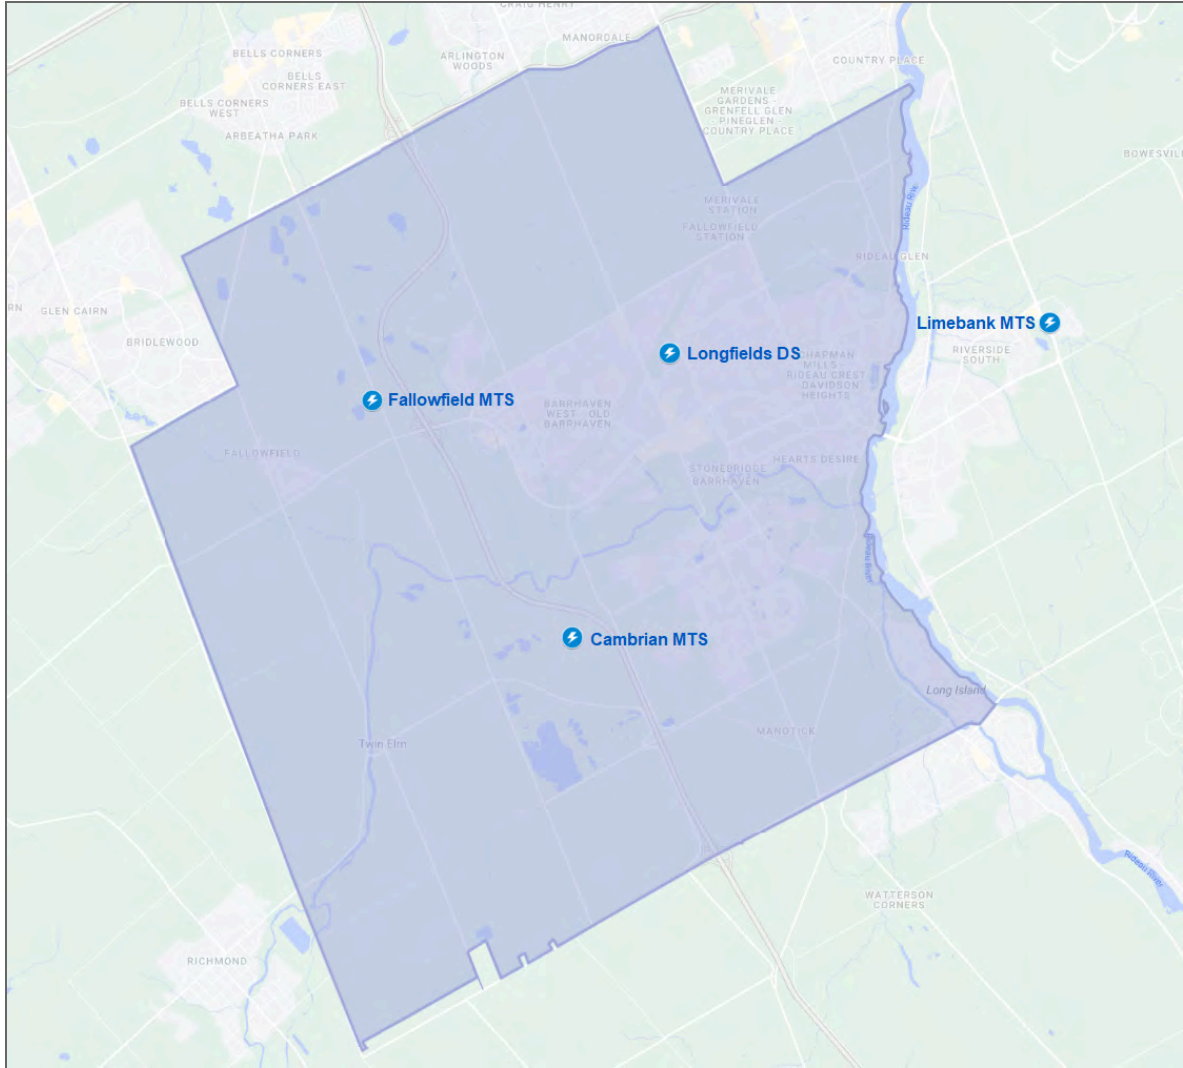 CRAIG HENRY
MANORDALE
BELLS CORNERS
ARLINGTON
WOODS
COUNTRY PLACE
BELLS
CORNERS EAST
MERIVALE
GARDENS -
GRENFELL GLEN
PINEGLEN -
COUNTRY PLACE
BELLS CORNERS
WEST
ARBEATHA PARK
BOWESVIL
Rideau Rive
MERIVALE
STATION
FALLOWFIELD
STATION
RIDEAU GLEN
RN
GLEN CAIRN
BRIDLEWOOD
Limebank MTS
RIVERSIDE
SOUTH
Longfields DS
CHAPMAN
MILLS -
RIDEAU CREST
- DAVIDSON
HEIGHTS
Fallowfield MTS
BARRHAVEN
WEST - OLD
BARRHAVEN
FALLOWFIELD
HEARTS DESIRE
STONEBRIDGE
BARRHAVEN
Rideau River
Cambrian MTS
Long Island
MANOTICK
Twin Elm
Rideau River
WATTERSON
CORNERS
RICHMOND